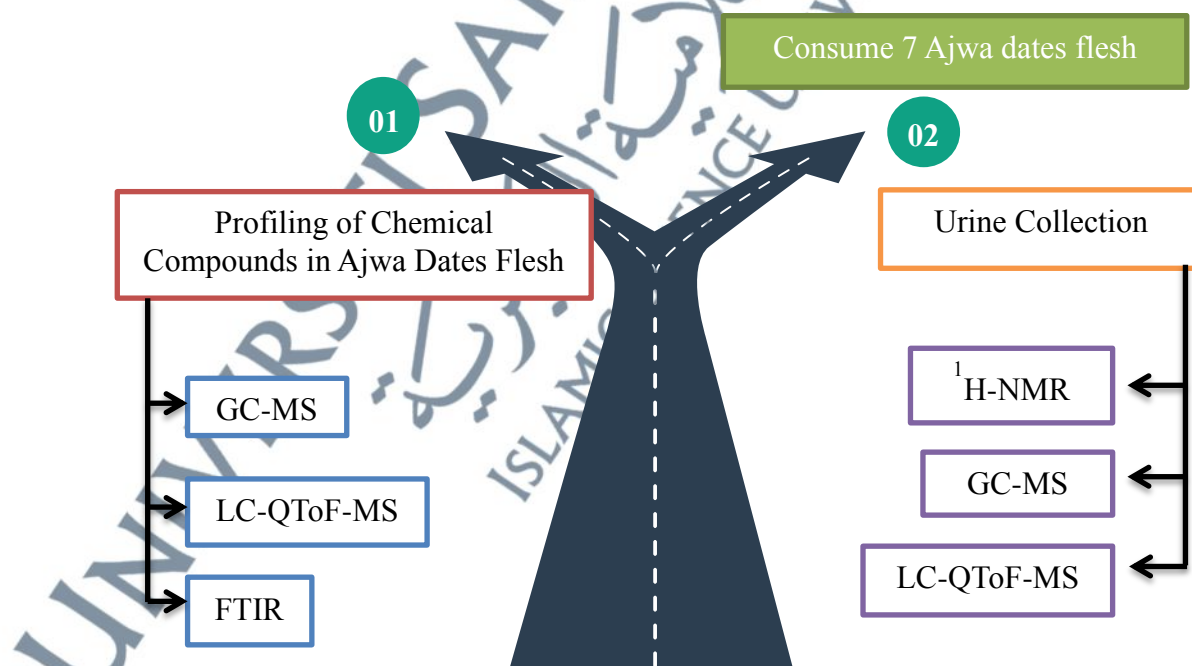 Consume 7 Ajwa dates flesh
01
02
Profiling of Chemical
Compounds in Ajwa Dates Flesh
Urine Collection
GC-MS
LC-QToF-MS
FTIR
¹H-NMR
GC-MS
LC-QToF-MS